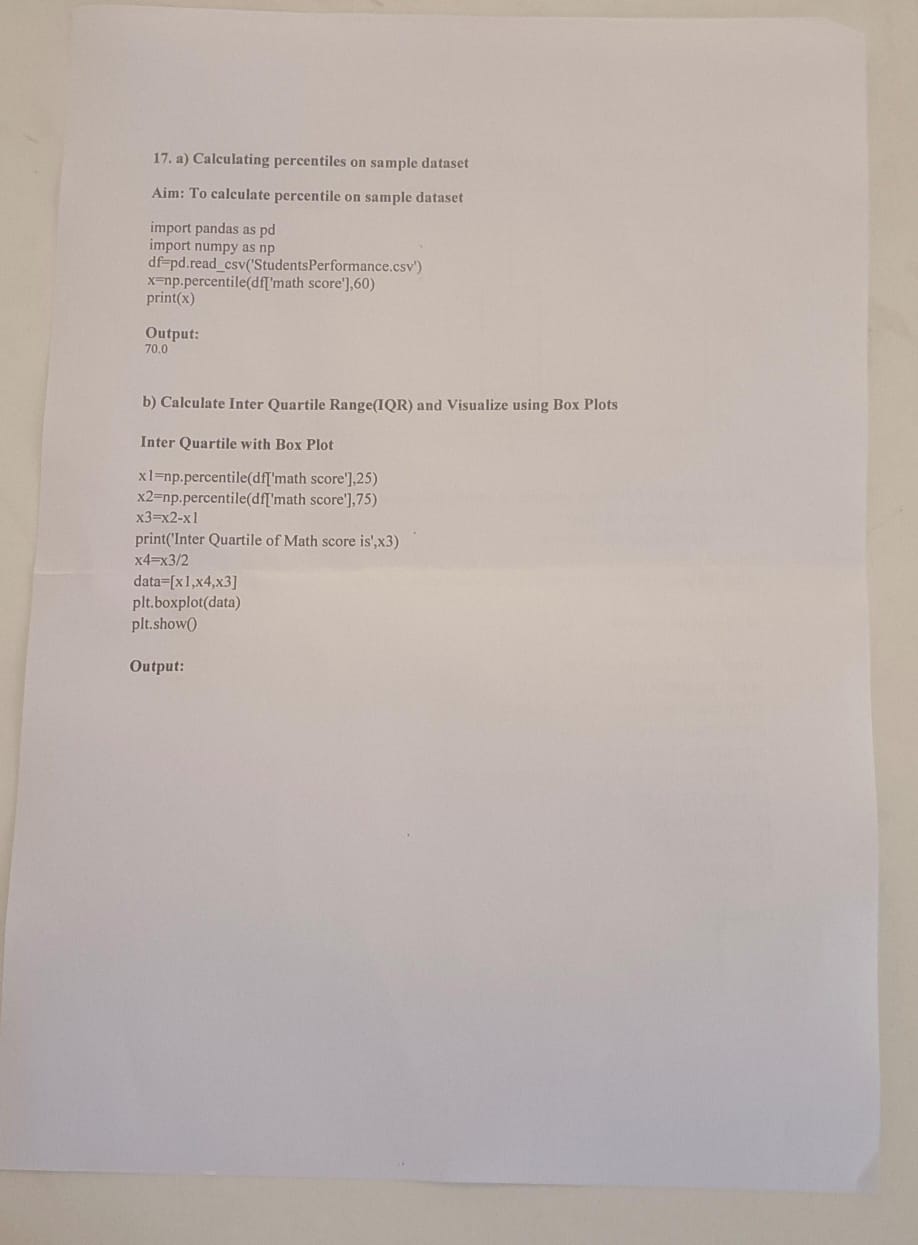 17. a) Calculating percentiles on sample dataset
Aim: To calculate percentile on sample dataset
import pandas as pd
import numpy as np
df=pd.read_csv('StudentsPerformance.csv')
x=np.percentile(df['math score'],60)
print(x)
Output:
70.0
b) Calculate Inter Quartile Range(IQR) and Visualize using Box Plots
Inter Quartile with Box Plot
x1=np.percentile(df['math score'],25)
x2=np.percentile(df['math score'],75)
x3=x2-x1
print('Inter Quartile of Math score is',x3)
x4=x3/2
data=[x1,x4,x3]
plt.boxplot(data)
plt.show()
Output: